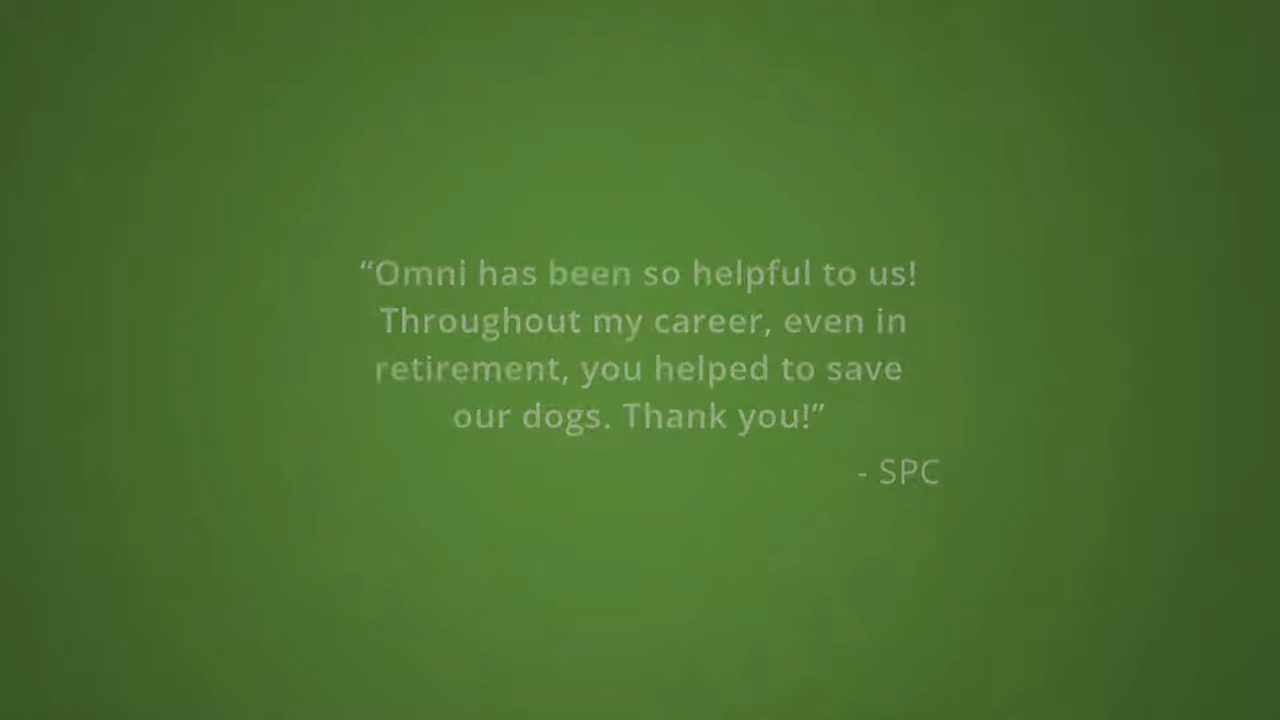 “Omni has been so helpful to us!
Throughout my career, even in
retirement, you helped to save
our dogs. Thank you!”
- SPC